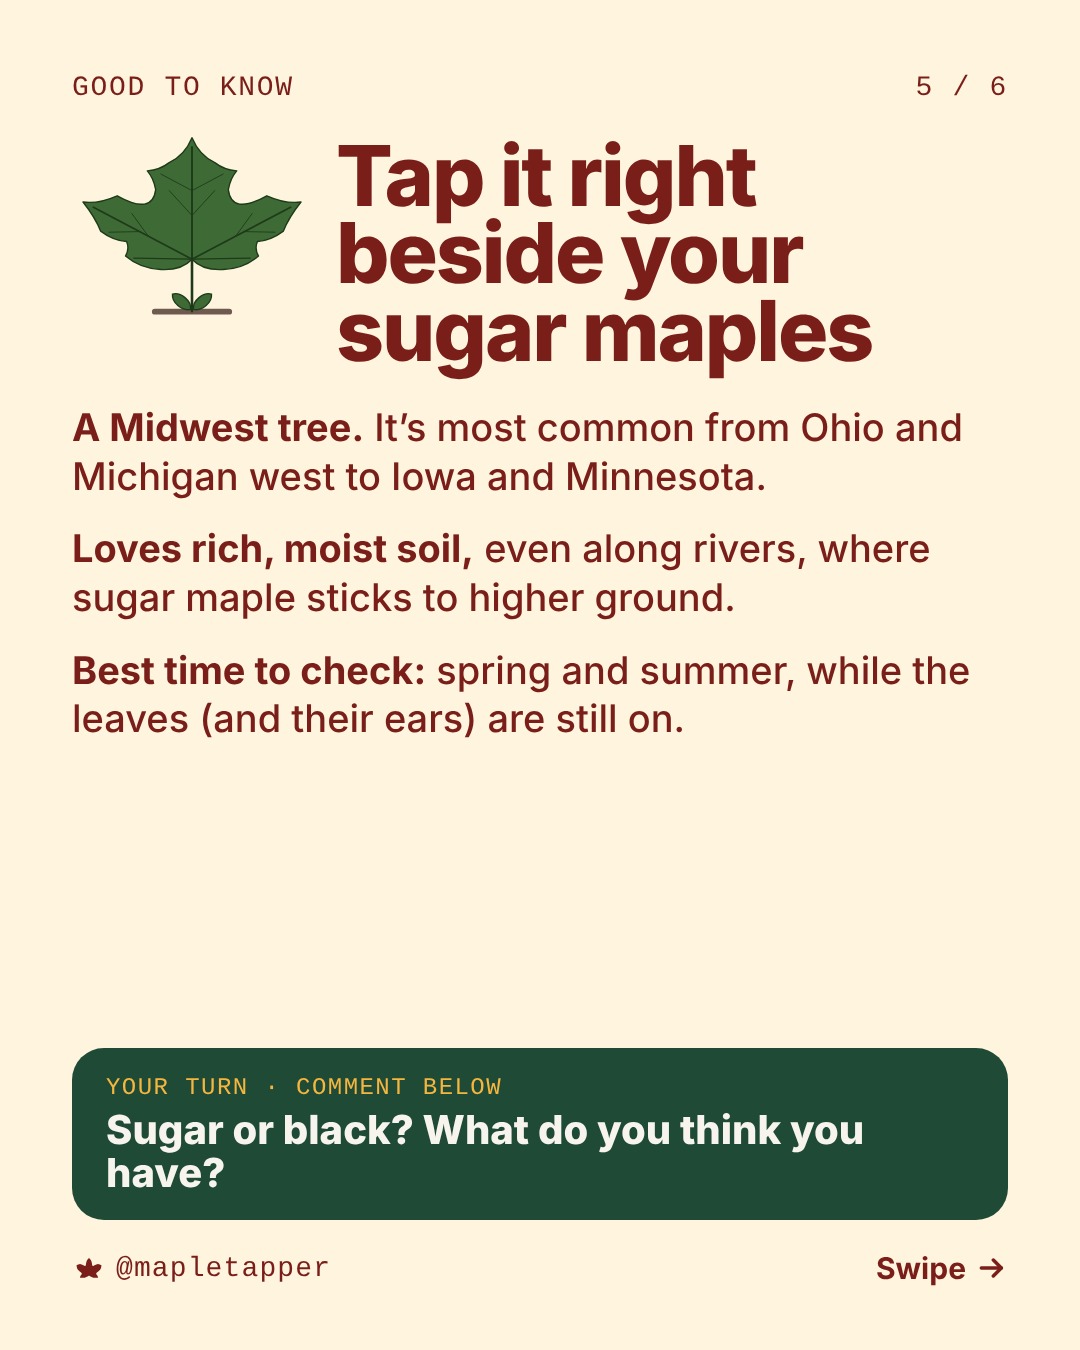 GOOD TO KNOW
5 / 6
Tap it right
beside your
sugar maples
A Midwest tree. It’s most common from Ohio and
Michigan west to Iowa and Minnesota.
Loves rich, moist soil, even along rivers, where
sugar maple sticks to higher ground.
Best time to check: spring and summer, while the
leaves (and their ears) are still on.
YOUR TURN · COMMENT BELOW
Sugar or black? What do you think you
have?
@mapletapper
Swipe →